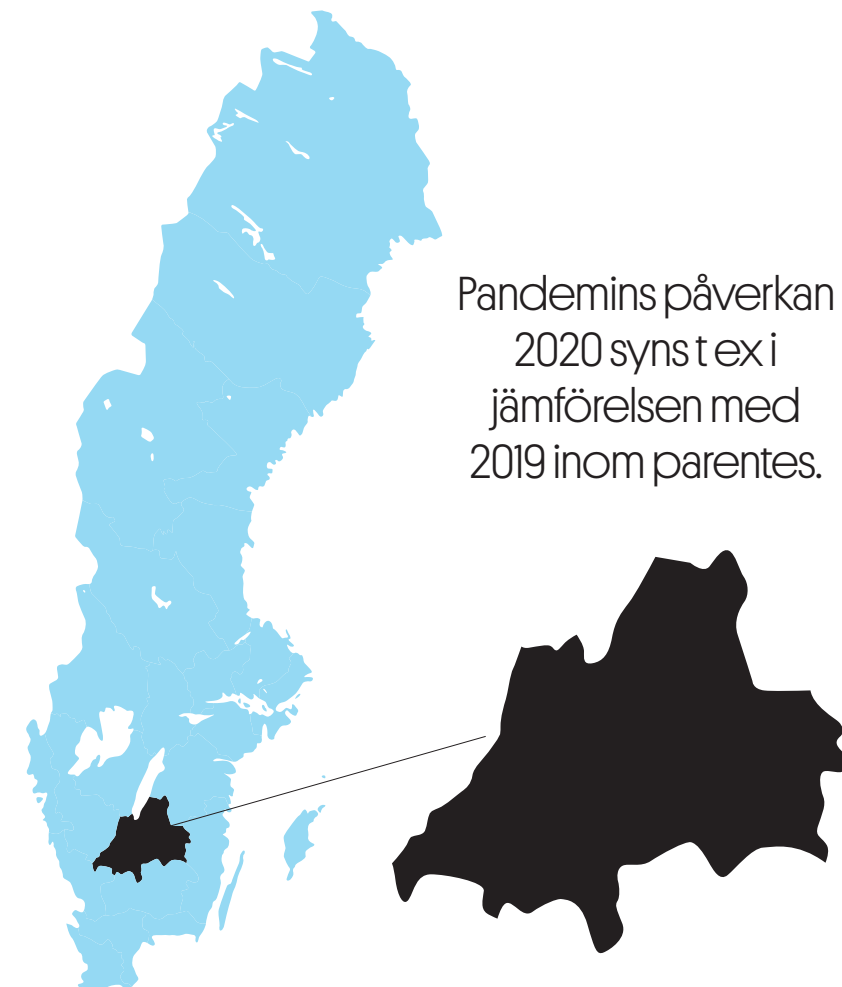 Pandemins påverkan
2020 syns t ex i
jämförelsen med
2019 inom parentes.